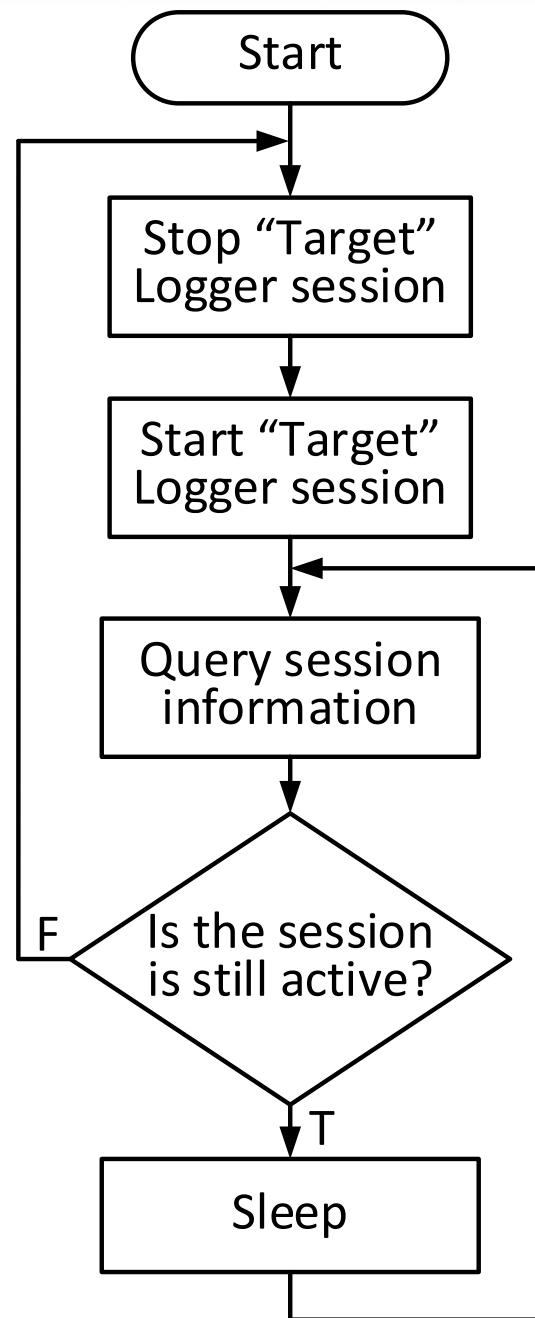 Start
Stop “Target”
Logger session
Start “Target”
Logger session
Query session
information
Is the session
is still active?
F
T
Sleep